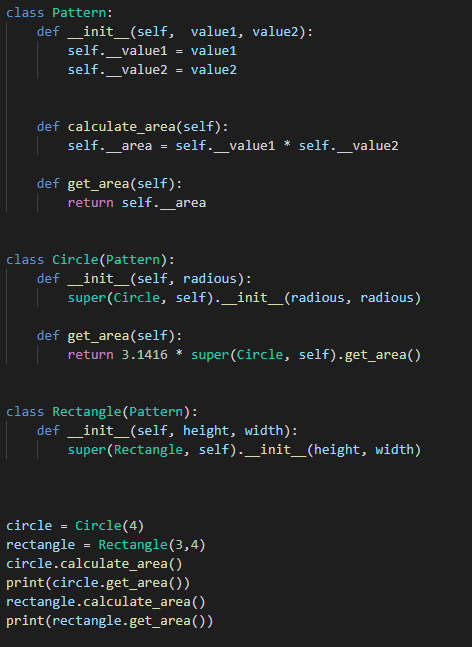 class Pattern:
    def __init__(self,  value1, value2):
        self.__value1 = value1
        self.__value2 = value2
    def calculate_area(self):
        self.__area = self.__value1 * self.__value2
    def get_area(self):
        return self.__area
class Circle(Pattern):
    def __init__(self, radious):
        super(Circle, self).__init__(radious, radious)
    def get_area(self):
        return 3.1416 * super(Circle, self).get_area()
class Rectangle(Pattern):
    def __init__(self, height, width):
        super(Rectangle, self).__init__(height, width)
circle = Circle(4)
rectangle = Rectangle(3,4)
circle.calculate_area()
print(circle.get_area())
rectangle.calculate_area()
print(rectangle.get_area())